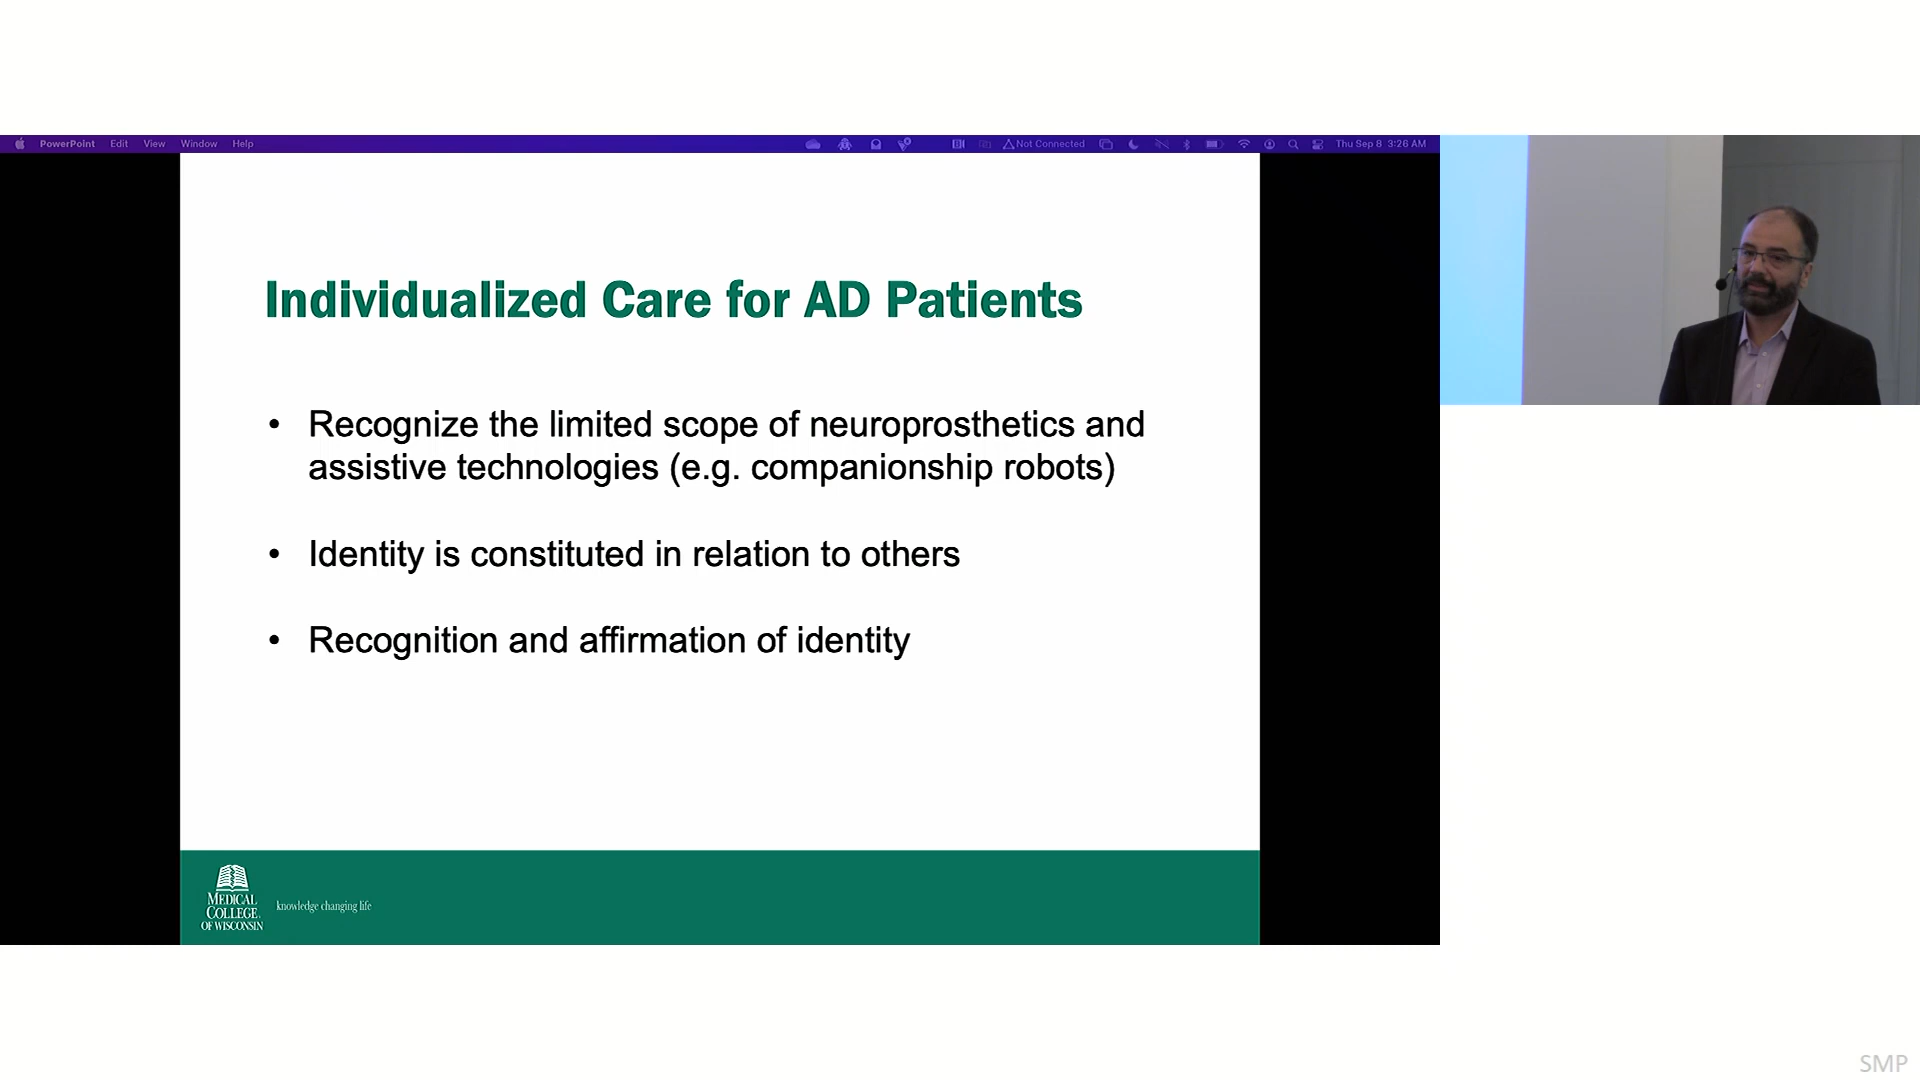 PowerPoint Edit View Window Help Not Connected Thu Sep 8 3:26 AM
Individualized Care for AD Patients
• Recognize the limited scope of neuroprosthetics and
assistive technologies (e.g. companionship robots)
• Identity is constituted in relation to others
• Recognition and affirmation of identity
MEDICAL
COLLEGE
OF WISCONSIN
knowledge changing life
SMP